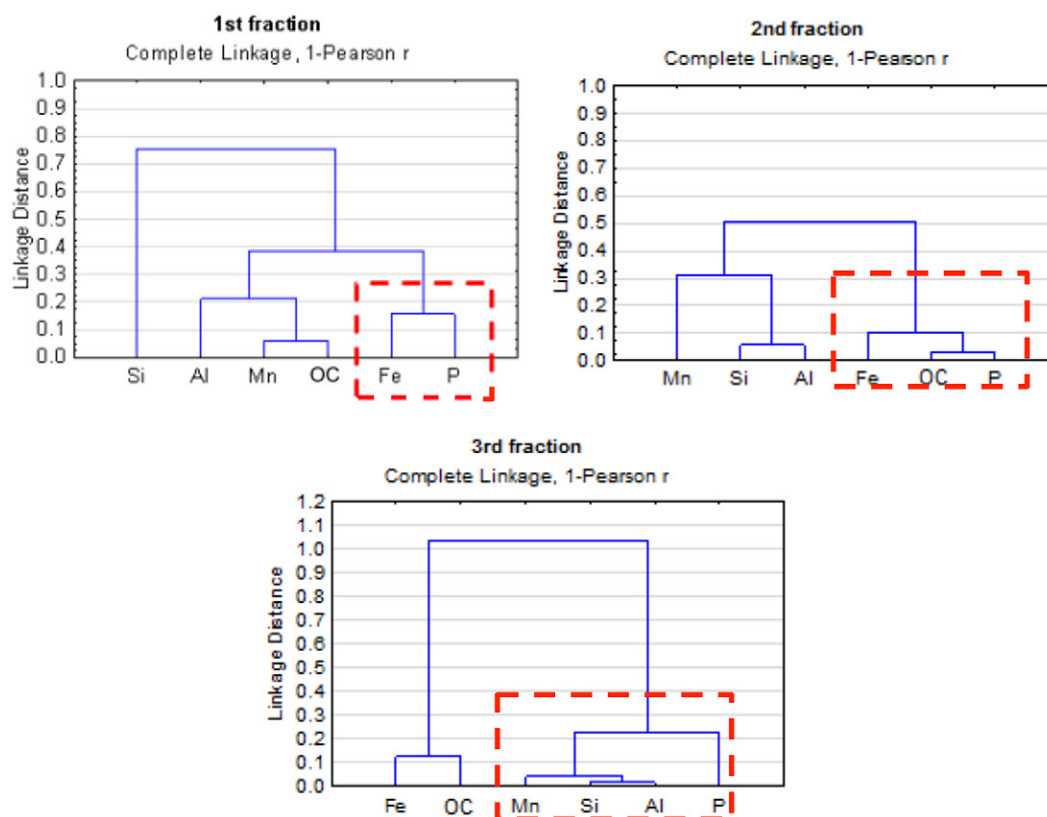 1st fraction
Complete Linkage, 1-Pearson r
1.0
0.9
0.8
0.7
0.6
0.5
0.4
0.3
0.2
0.1
0.0
Linkage Distance
Si Al Mn OC Fe P
2nd fraction
Complete Linkage, 1-Pearson r
1.0
0.9
0.8
0.7
0.6
0.5
0.4
0.3
0.2
0.1
0.0
Linkage Distance
Mn Si Al Fe OC P
3rd fraction
Complete Linkage, 1-Pearson r
1.2
1.1
1.0
0.9
0.8
0.7
0.6
0.5
0.4
0.3
0.2
0.1
0.0
Linkage Distance
Fe OC Mn Si Al P